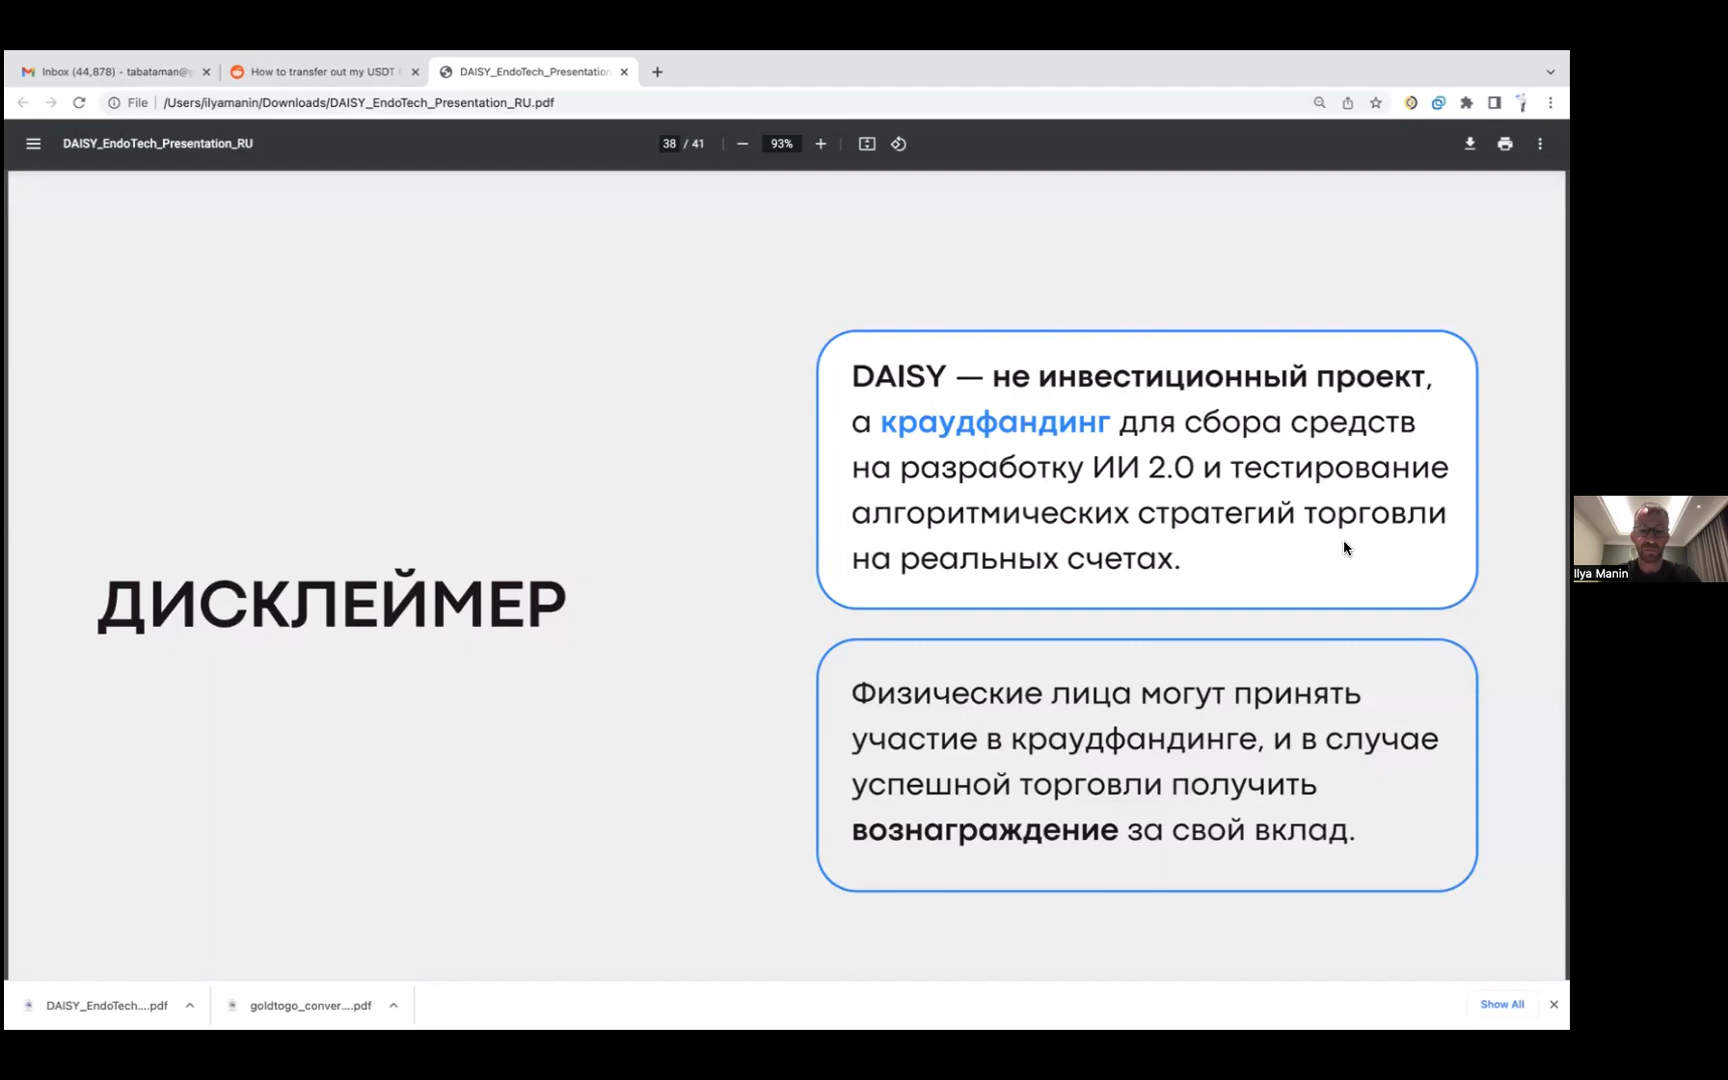 Inbox (44,878) - tabataman@
How to transfer out my USDT
DAISY_EndoTech_Presentation
File
/Users/ilyamanin/Downloads/DAISY_EndoTech_Presentation_RU.pdf
DAISY_EndoTech_Presentation_RU
38 / 41
93%
DAISY — не инвестиционный проект,
а краудфандинг для сбора средств
на разработку ИИ 2.0 и тестирование
алгоритмических стратегий торговли
на реальных счетах.
ДИСКЛЕЙМЕР
Физические лица могут принять
участие в краудфандинге, и в случае
успешной торговли получить
вознаграждение за свой вклад.
Ilya Manin
DAISY_EndoTech....pdf
goldtogo_conver....pdf
Show All